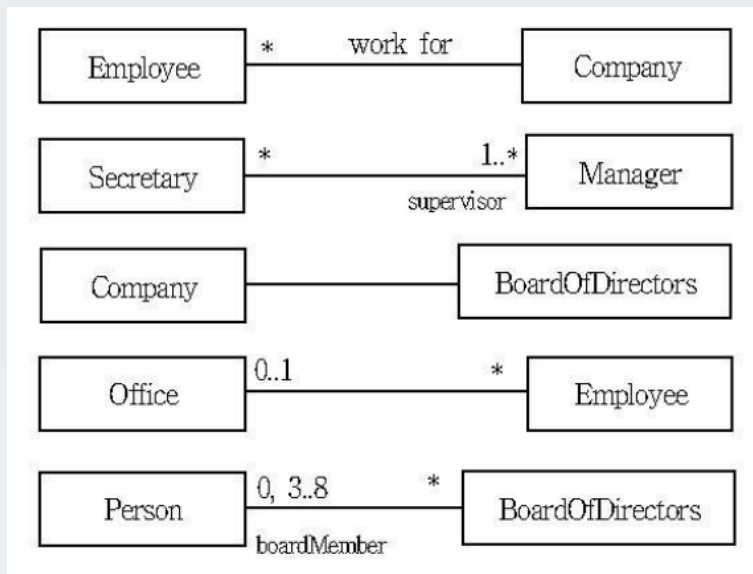 * work for
Employee Company
* 1..*
Secretary Manager
supervisor
Company BoardOfDirectors
0..1 *
Office Employee
0, 3..8 *
Person BoardOfDirectors
boardMember